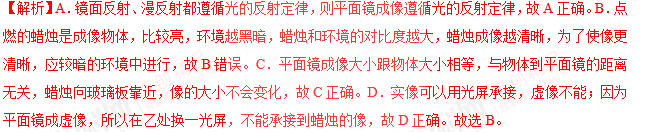 【解析】A．镜面反射、漫反射都遵循光的反射定律，则平面镜成像遵循光的反射定律，故A正确。B．点
燃的蜡烛是成像物体，比较亮，环境越黑暗，蜡烛和环境的对比度越大，蜡烛成像越清晰，为了使像更
清晰，应较暗的环境中进行，故B错误。C．平面镜成像大小跟物体大小相等，与物体到平面镜的距离
无关，蜡烛向玻璃板靠近，像的大小不会变化，故C正确。D．实像可以用光屏承接，虚像不能；因为
平面镜成虚像，所以在乙处换一光屏，不能承接到蜡烛的像，故D正确。故选B。